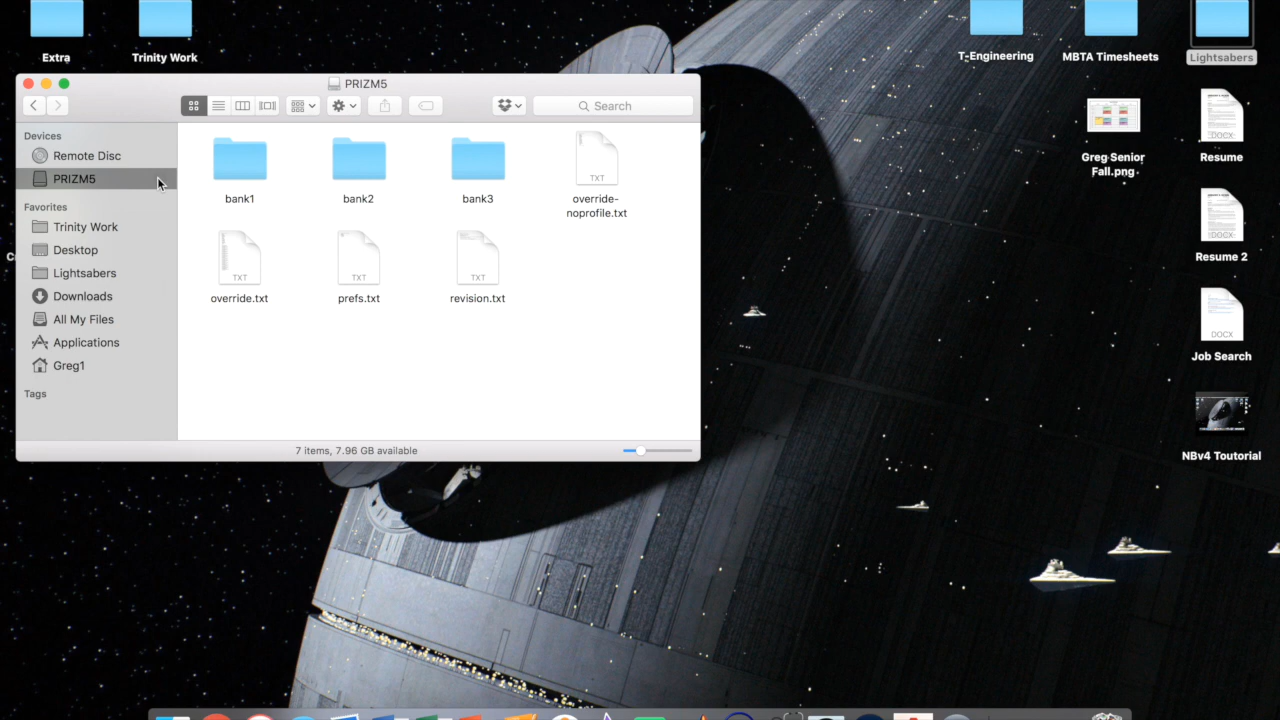 Extra
Trinity Work
T-Engineering
MBTA Timesheets
Lightsabers
PRIZM5
Search
Devices
Remote Disc
PRIZM5
Favorites
Trinity Work
Desktop
Lightsabers
Downloads
All My Files
Applications
Greg1
Tags
bank1
bank2
bank3
TXT
override-
noprofile.txt
TXT
override.txt
TXT
prefs.txt
TXT
revision.txt
7 items, 7.96 GB available
Greg Senior
Fall.png
DOCX
Resume
DOCX
Resume 2
DOCX
Job Search
NBv4 Toutorial